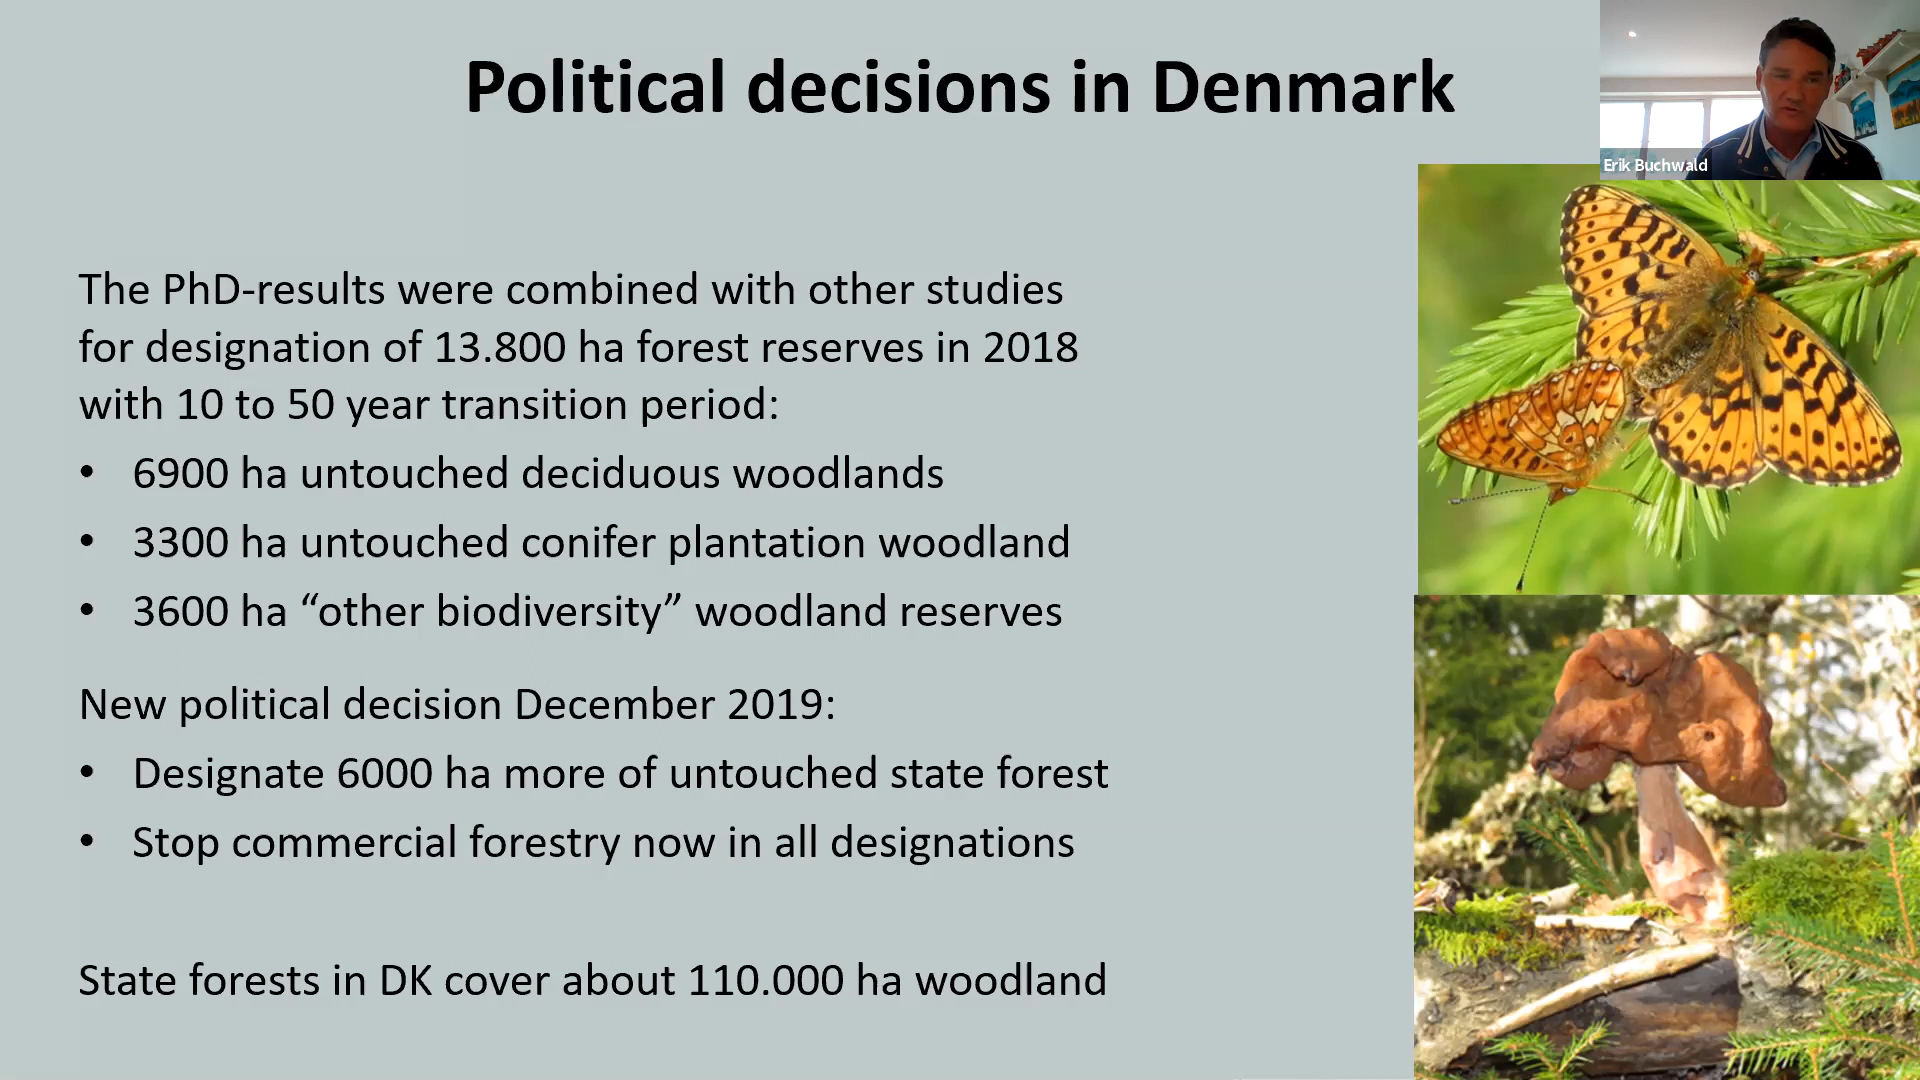 Political decisions in Denmark
Erik Buchwald
The PhD-results were combined with other studies
for designation of 13.800 ha forest reserves in 2018
with 10 to 50 year transition period:
• 6900 ha untouched deciduous woodlands
• 3300 ha untouched conifer plantation woodland
• 3600 ha “other biodiversity” woodland reserves
New political decision December 2019:
• Designate 6000 ha more of untouched state forest
• Stop commercial forestry now in all designations
State forests in DK cover about 110.000 ha woodland